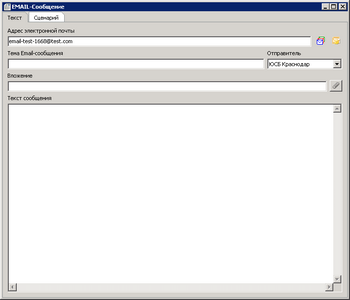 EMAIL-Сообщение
Текст Сценарий
Адрес электронной почты
email-test-1668@test.com
Тема Email-сообщения Отправитель
ЮСБ Краснодар
Вложение
Текст сообщения